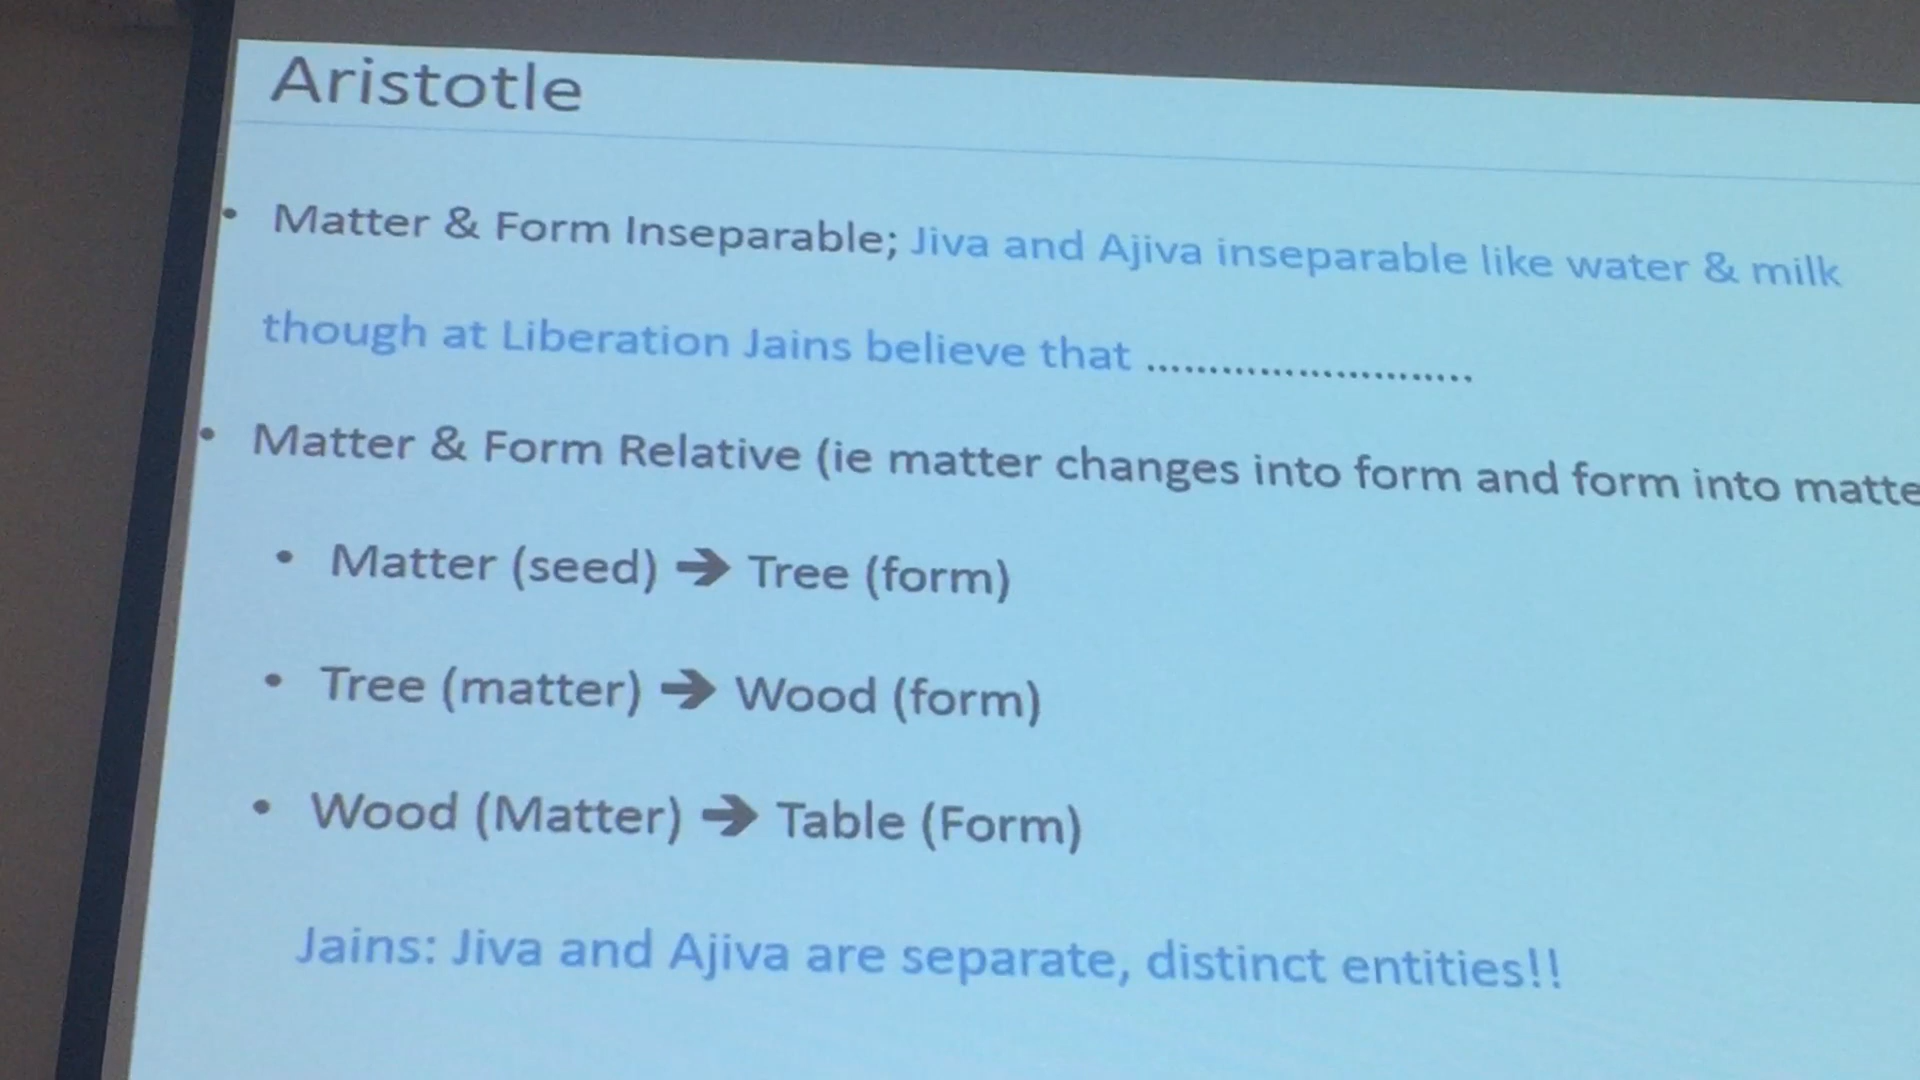 Aristotle
• Matter & Form Inseparable; Jiva and Ajiva inseparable like water & milk
though at Liberation Jains believe that ..........................
• Matter & Form Relative (ie matter changes into form and form into matte
• Matter (seed) ➔ Tree (form)
• Tree (matter) ➔ Wood (form)
• Wood (Matter) ➔ Table (Form)
Jains: Jiva and Ajiva are separate, distinct entities!!